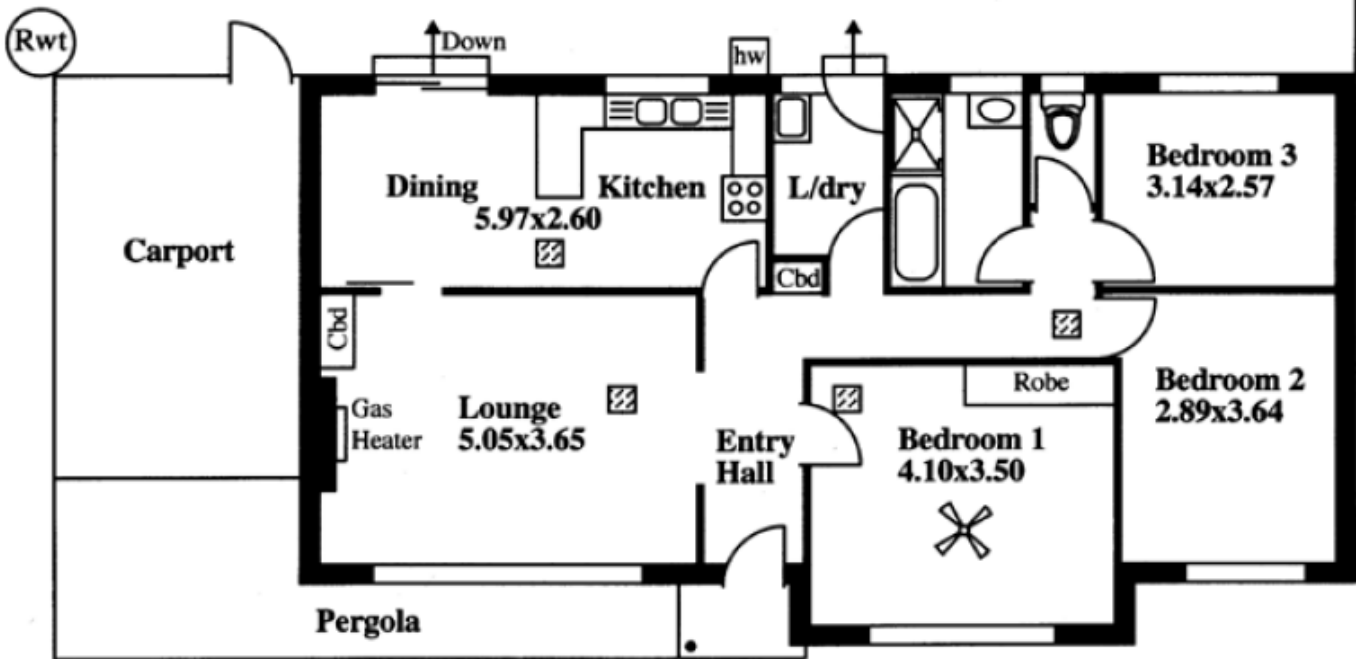 Rwt
Down
hw
Carport
Dining
Kitchen
5.97x2.60
L/dry
Cbd
Bedroom 3
3.14x2.57
Cbd
Gas
Heater
Lounge
5.05x3.65
Entry
Hall
Robe
Bedroom 1
4.10x3.50
Bedroom 2
2.89x3.64
Pergola